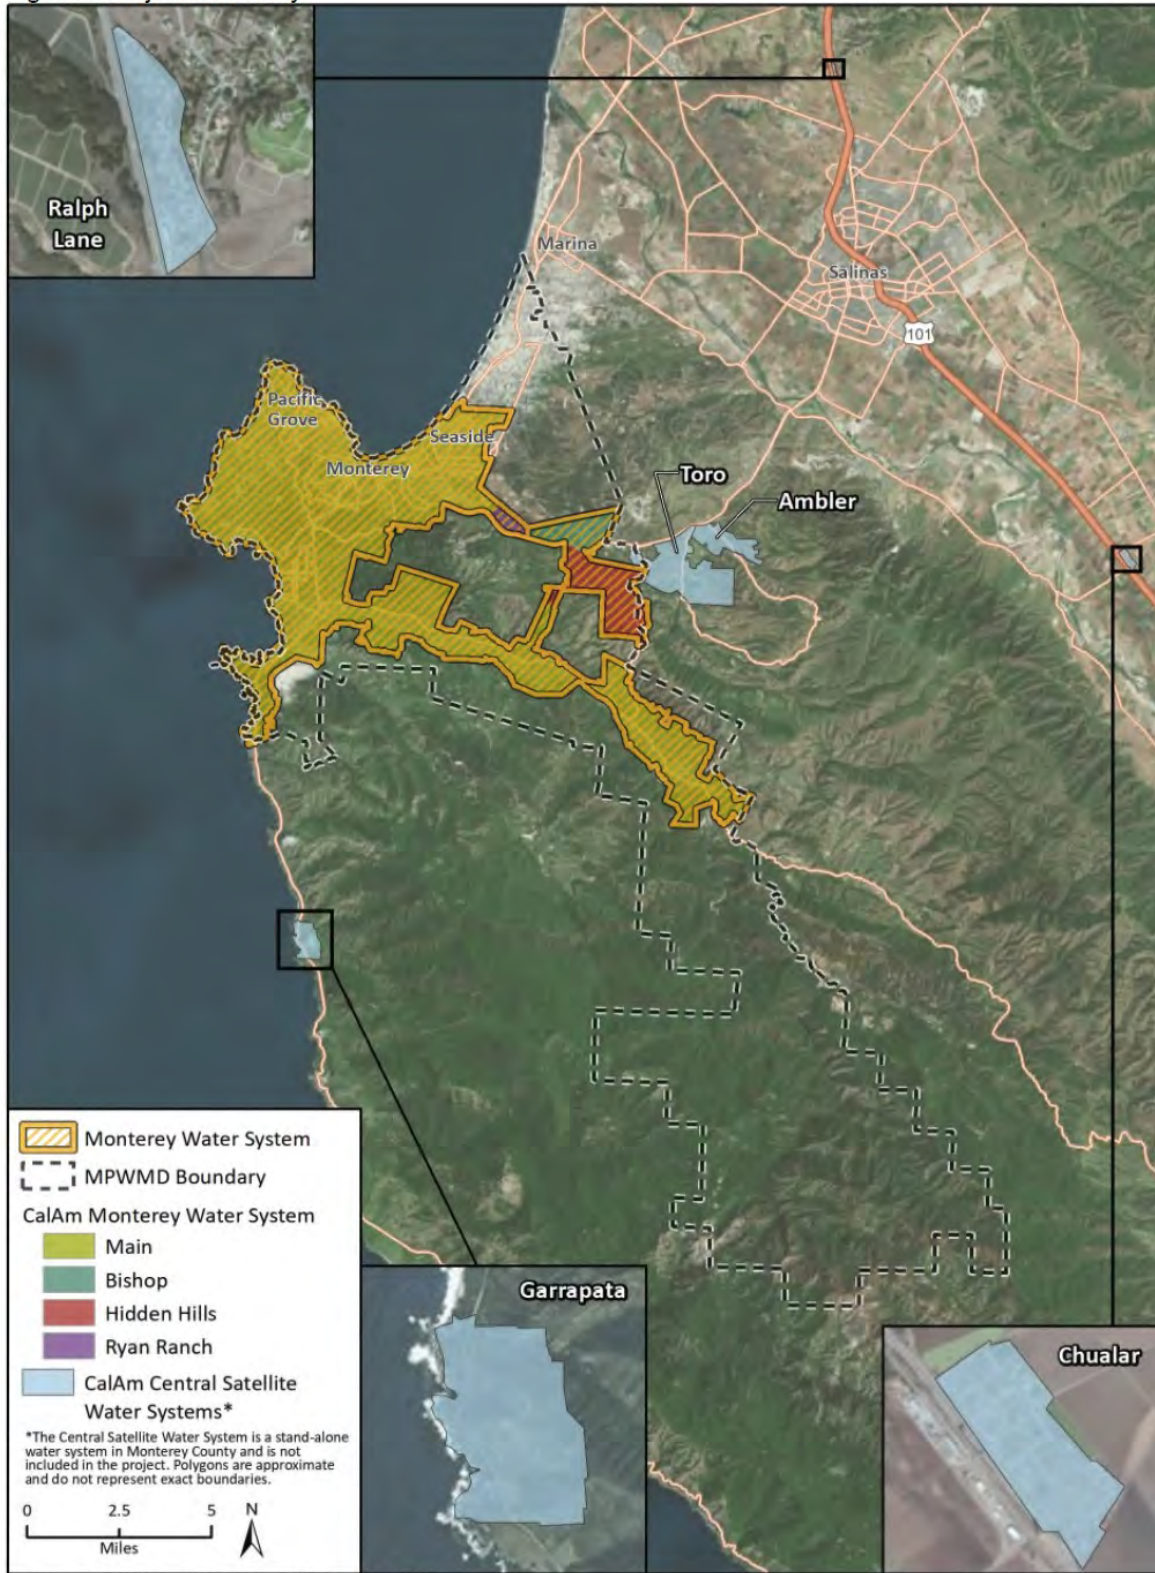 Ralph
Lane
Marina
Salinas
101
Pacific
Grove
Seaside
Monterey
Toro
Ambler
Monterey Water System
MPWMD Boundary
CalAm Monterey Water System
Main
Bishop
Hidden Hills
Ryan Ranch
CalAm Central Satellite
Water Systems*
*The Central Satellite Water System is a stand-alone
water system in Monterey County and is not
included in the project. Polygons are approximate
and do not represent exact boundaries.
0 2.5 5
Miles
N
Garrapata
Chualar